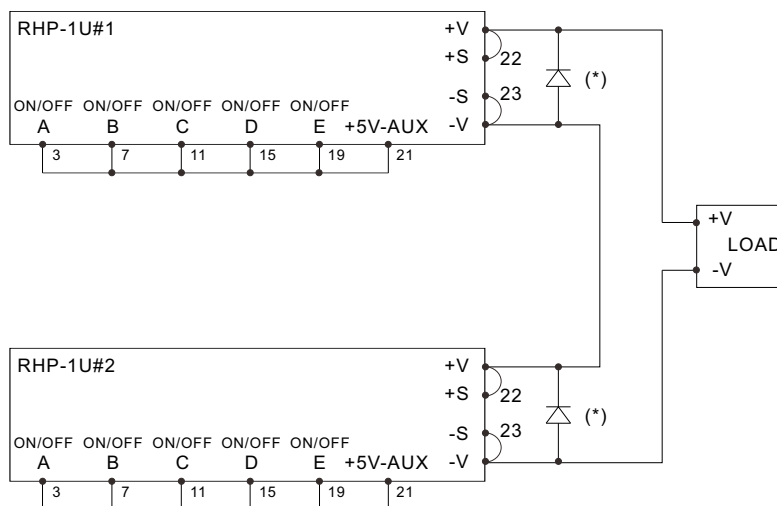 RHP-1U#1
+V
+S
22
(*)
-S
23
-V
ON/OFF ON/OFF ON/OFF ON/OFF ON/OFF
A B C D E +5V-AUX
3 7 11 15 19 21
+V
LOAD
-V
RHP-1U#2
+V
+S
22
(*)
-S
23
-V
ON/OFF ON/OFF ON/OFF ON/OFF ON/OFF
A B C D E +5V-AUX
3 7 11 15 19 21